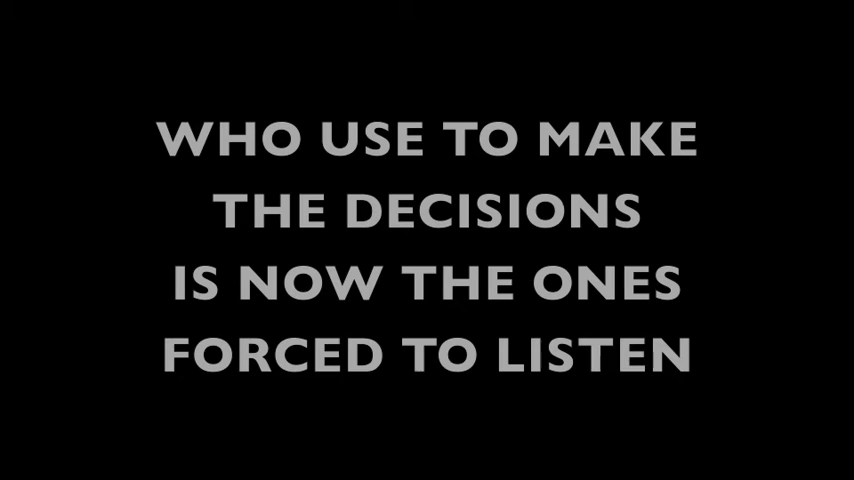 WHO USE TO MAKE
THE DECISIONS
IS NOW THE ONES
FORCED TO LISTEN